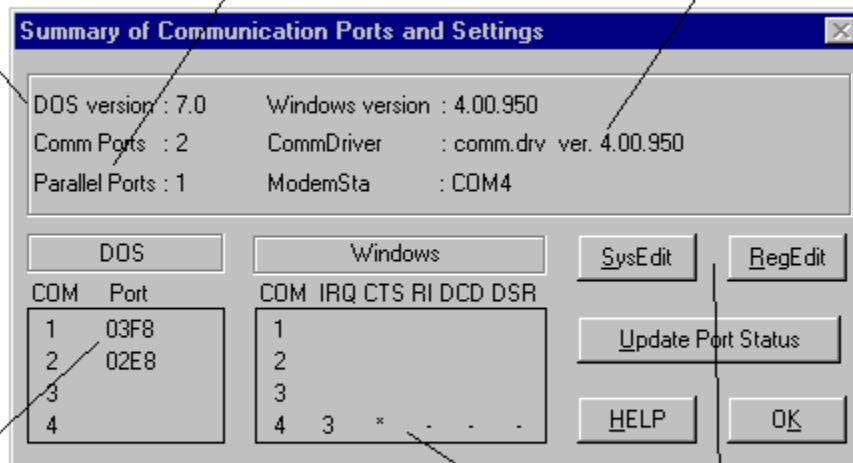 Summary of Communication Ports and Settings
DOS version : 7.0 Windows version : 4.00.950
Comm Ports : 2 CommDriver : comm.drv ver. 4.00.950
Parallel Ports : 1 ModemSta : COM4
DOS Windows SysEdit RegEdit
COM Port COM IRQ CTS RI DCD DSR
1 03F8 1
2 02E8 2
Update Port Status
3 3
4 4 3 * - - -
HELP OK